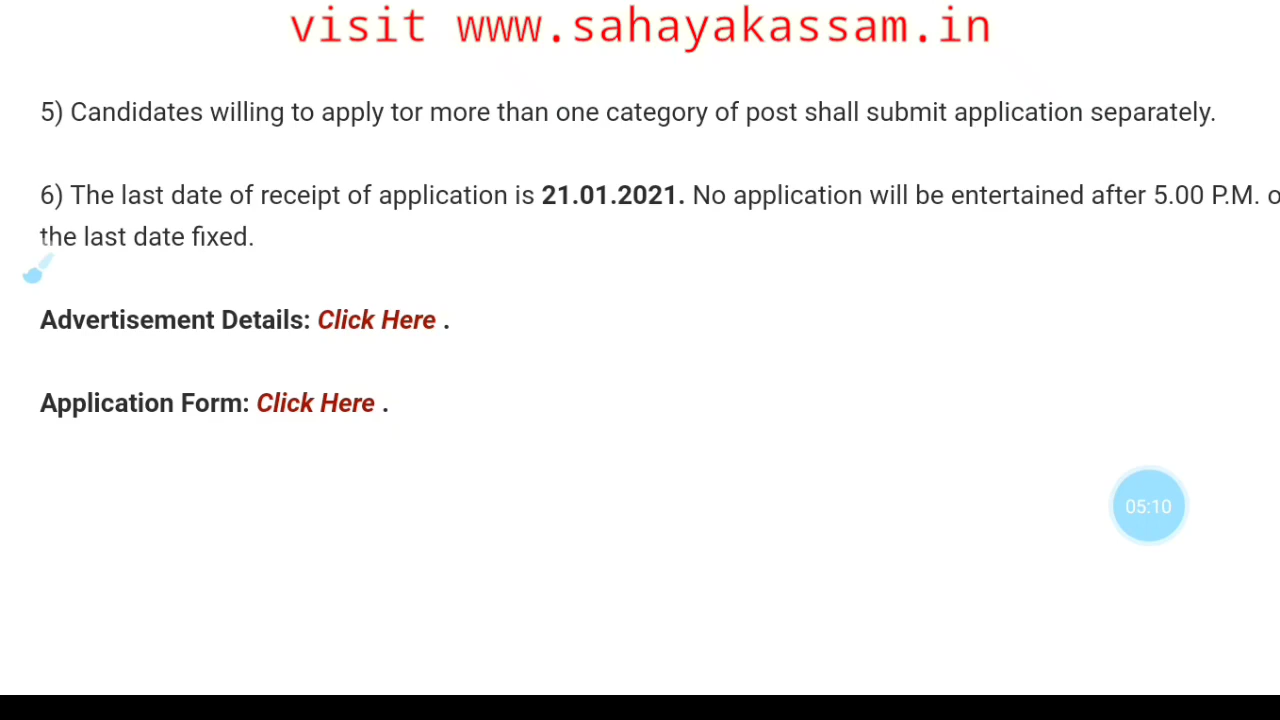 visit www.sahayakassam.in
5) Candidates willing to apply tor more than one category of post shall submit application separately.
6) The last date of receipt of application is 21.01.2021. No application will be entertained after 5.00 P.M.
the last date fixed.
Advertisement Details: Click Here .
Application Form: Click Here .
05:10